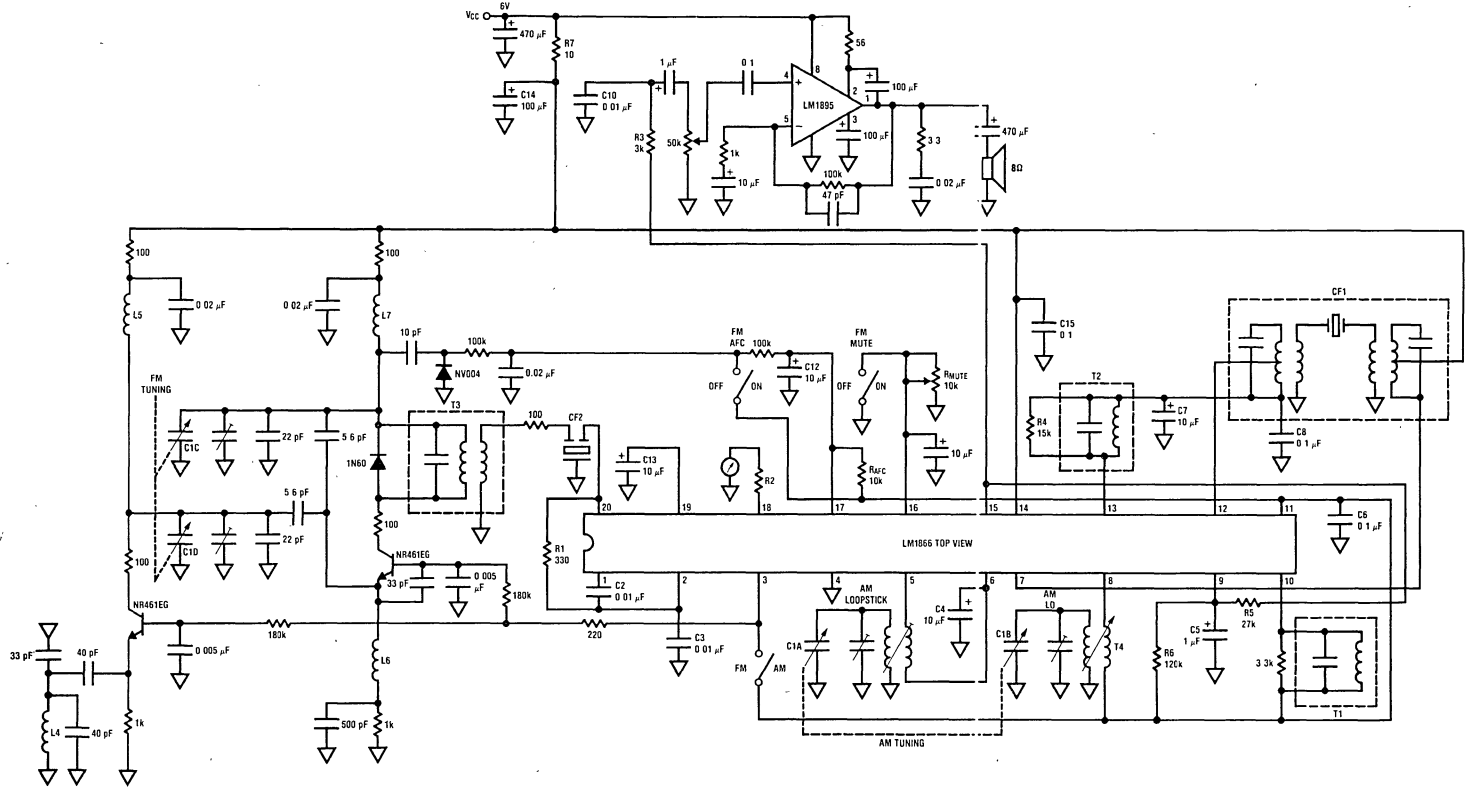 VCC
6V
470 µF
R7
10
C14
100 µF
C10
0 01 µF
1 µF
R3
3k
50k
0 1
4
+
5
−
8
LM1895
2
1
3
56
100 µF
100 µF
1k
10 µF
100k
47 pF
3 3
0 02 µF
470 µF
8Ω
100
0 02 µF
L5
100
0 02 µF
L7
10 pF
100k
NV004
0.02 µF
FM
AFC
OFF
ON
100k
C12
10 µF
FM
MUTE
OFF
ON
RMUTE
10k
10 µF
C15
0 1
CF1
T2
R4
15k
C7
10 µF
C8
0 1 µF
FM
TUNING
C1C
22 pF
5 6 pF
1N60
T3
100
CF2
C13
10 µF
R2
RAFC
10k
5 6 pF
C1D
22 pF
100
100
20
19
18
17
16
15
14
13
12
11
C6
0 1 µF
LM1866 TOP VIEW
1
2
3
4
5
6
7
8
9
10
R1
330
C2
0 01 µF
NR461EG
33 pF
0 005
µF
180k
NR461EG
180k
220
0 005 µF
C3
0 01 µF
L6
500 pF
1k
33 pF
40 pF
L4
40 pF
1k
FM
AM
AM
LOOPSTICK
C1A
C4
10 µF
AM
LO
C1B
T4
AM TUNING
R5
27k
R6
120k
C5
1 µF
3 3k
T1